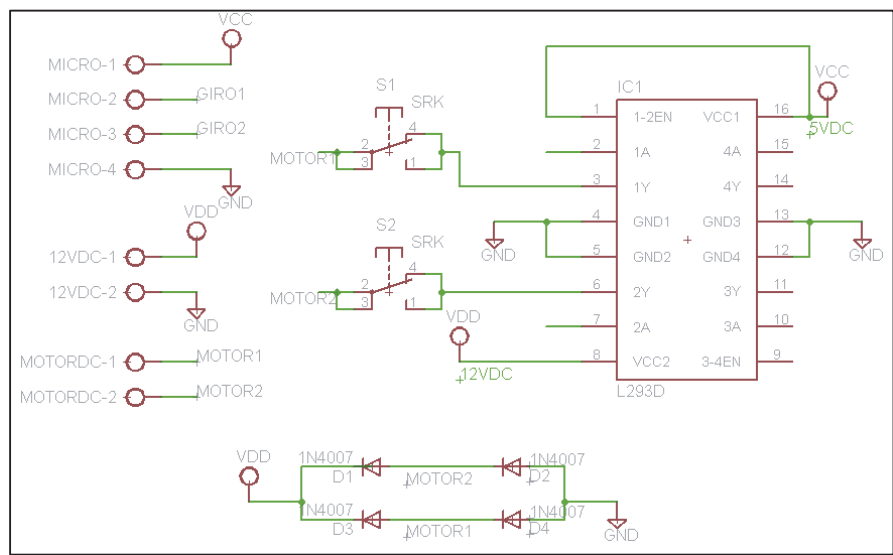 VCC
MICRO-1
MICRO-2
GIRO1
MICRO-3
GIRO2
MICRO-4
GND
VDD
12VDC-1
12VDC-2
GND
MOTORDC-1
MOTOR1
MOTORDC-2
MOTOR2
S1
SRK
MOTOR1
2
3
4
1
S2
SRK
MOTOR2
2
3
4
1
GND
VDD
12VDC
IC1
1 1-2EN VCC1 16
2 1A 4A 15
3 1Y 4Y 14
4 GND1 GND3 13
5 GND2 GND4 12
6 2Y 3Y 11
7 2A 3A 10
8 VCC2 3-4EN 9
L293D
VCC
5VDC
GND
VDD
1N4007
D1
MOTOR2
1N4007
D2
1N4007
D3
MOTOR1
1N4007
D4
GND